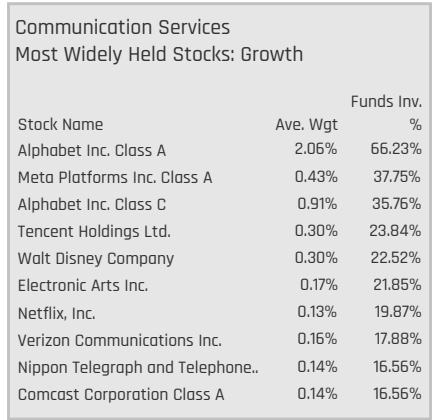 Communication Services
Most Widely Held Stocks: Growth
Funds Inv.
Stock Name Ave. Wgt %
Alphabet Inc. Class A 2.06% 66.23%
Meta Platforms Inc. Class A 0.43% 37.75%
Alphabet Inc. Class C 0.91% 35.76%
Tencent Holdings Ltd. 0.30% 23.84%
Walt Disney Company 0.30% 22.52%
Electronic Arts Inc. 0.17% 21.85%
Netflix, Inc. 0.13% 19.87%
Verizon Communications Inc. 0.16% 17.88%
Nippon Telegraph and Telephone.. 0.14% 16.56%
Comcast Corporation Class A 0.14% 16.56%